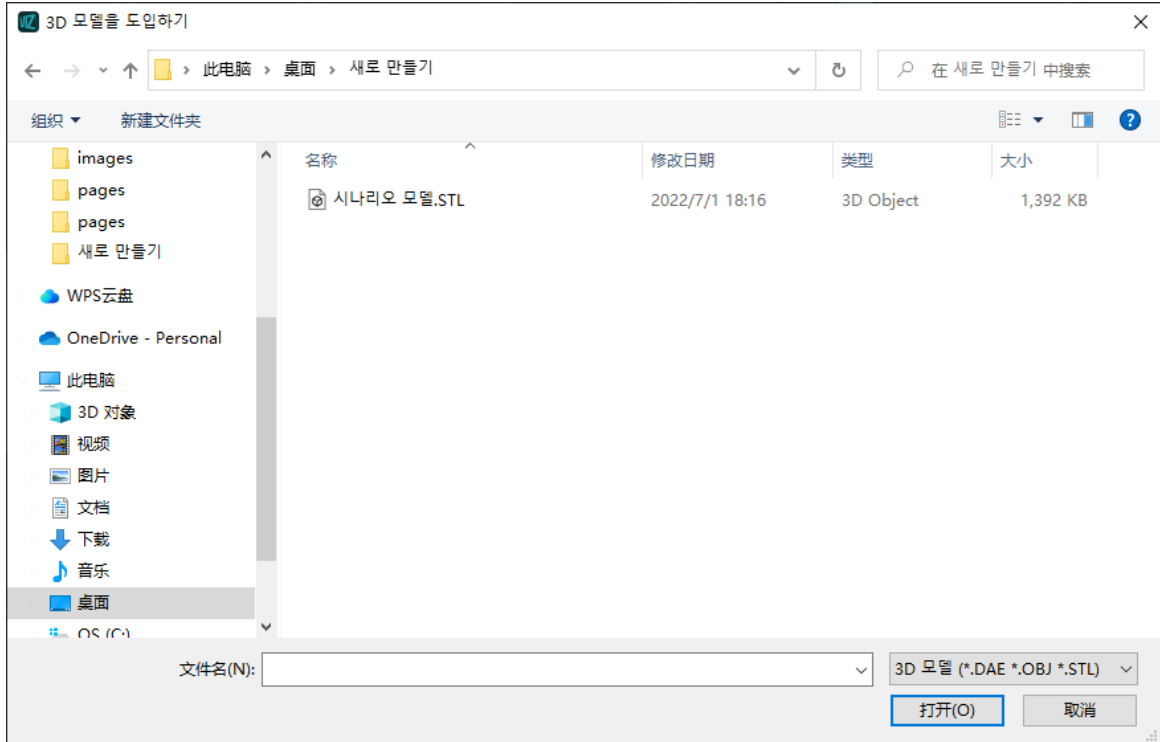 VIZ 3D 모델을 도입하기
此电脑 > 桌面 > 새로 만들기
在 새로 만들기 中搜索
组织 新建文件夹
名称 修改日期 类型 大小
images
pages
pages
새로 만들기
WPS云盘
OneDrive - Personal
此电脑
3D 对象
视频
图片
文档
下载
音乐
桌面
OS (C:)
시나리오 모델.STL 2022/7/1 18:16 3D Object 1,392 KB
文件名(N):
3D 모델 (*.DAE *.OBJ *.STL)
打开(O) 取消